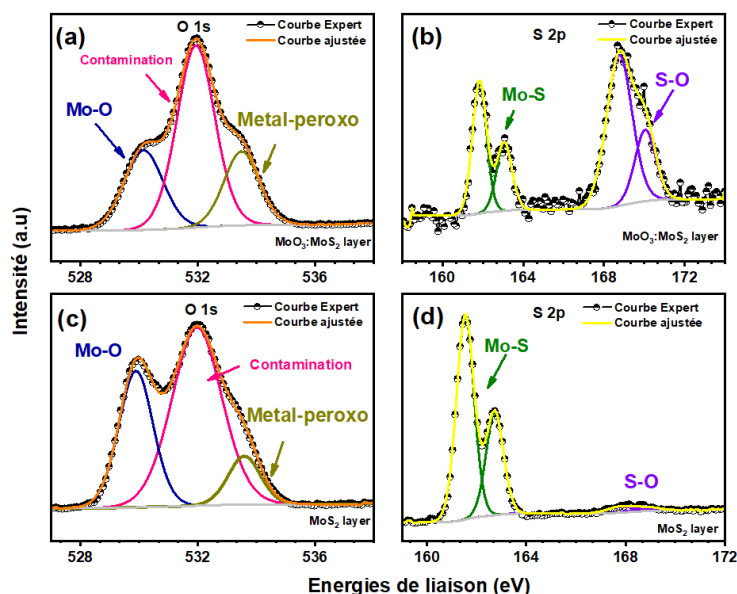 (a)
O 1s
Courbe Expert
Courbe ajustée
Contamination
Mo-O
Metal-peroxo
MoO₃:MoS₂ layer
528 532 536
(b)
S 2p
Courbe Expert
Courbe ajustée
Mo-S
S-O
MoO₃:MoS₂ layer
160 164 168 172
Intensité (a.u)
(c)
O 1s
Courbe Expert
Courbe ajustée
Mo-O
Contamination
Metal-peroxo
MoS₂ layer
528 532 536
(d)
S 2p
Courbe Expert
Courbe ajustée
Mo-S
S-O
MoS₂ layer
160 164 168 172
Energies de liaison (eV)